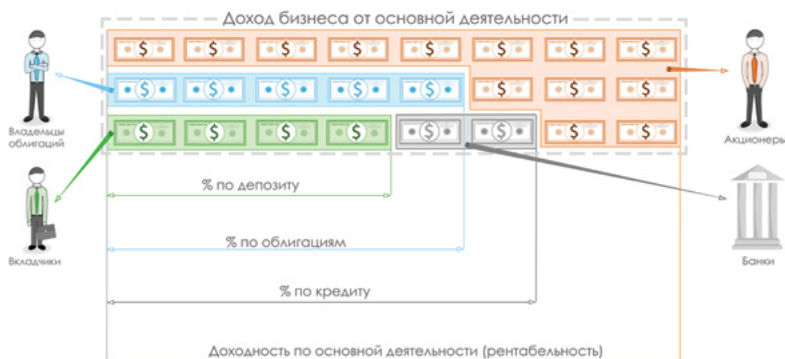 Доход бизнеса от основной деятельности
Владельцы
облигаций
Акционеры
% по депозиту
% по облигациям
Вкладчики
Банки
% по кредиту
Доходность по основной деятельности (рентабельность)